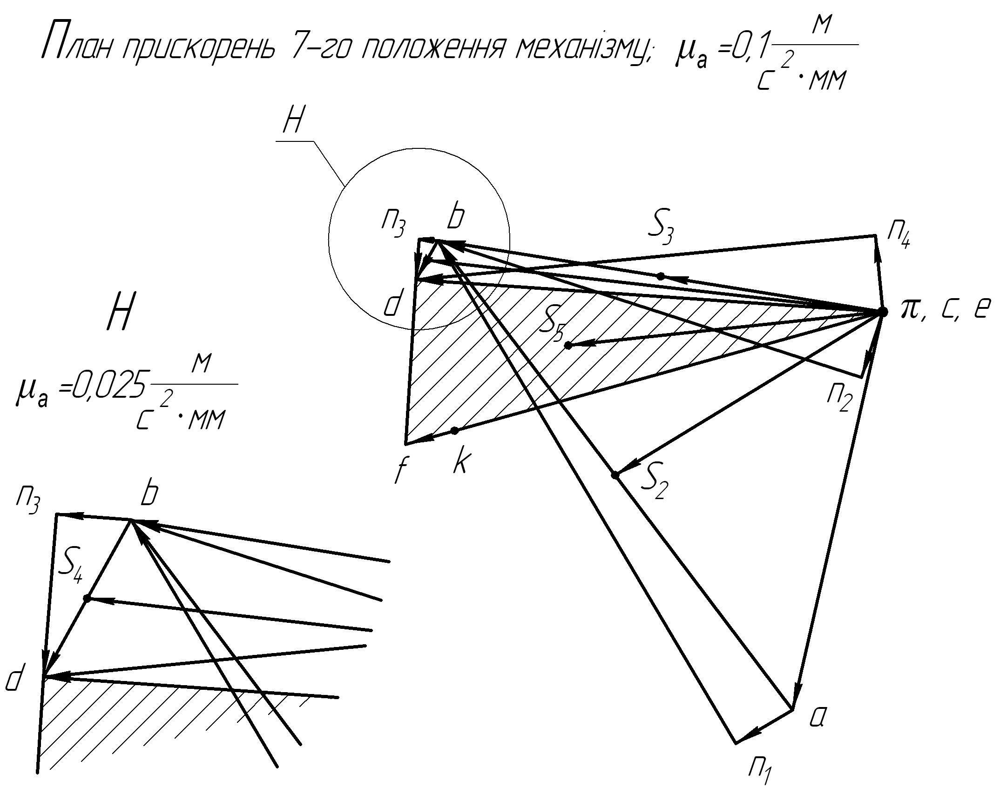 План прискорень 7-го положення механізму; μa =0,1 м/с²·мм
H
n3 b S3 n4
d S5 π, c, e
H
μa =0,025 м/с²·мм
n2
f k S2
n3 b
S4
d
a
n1